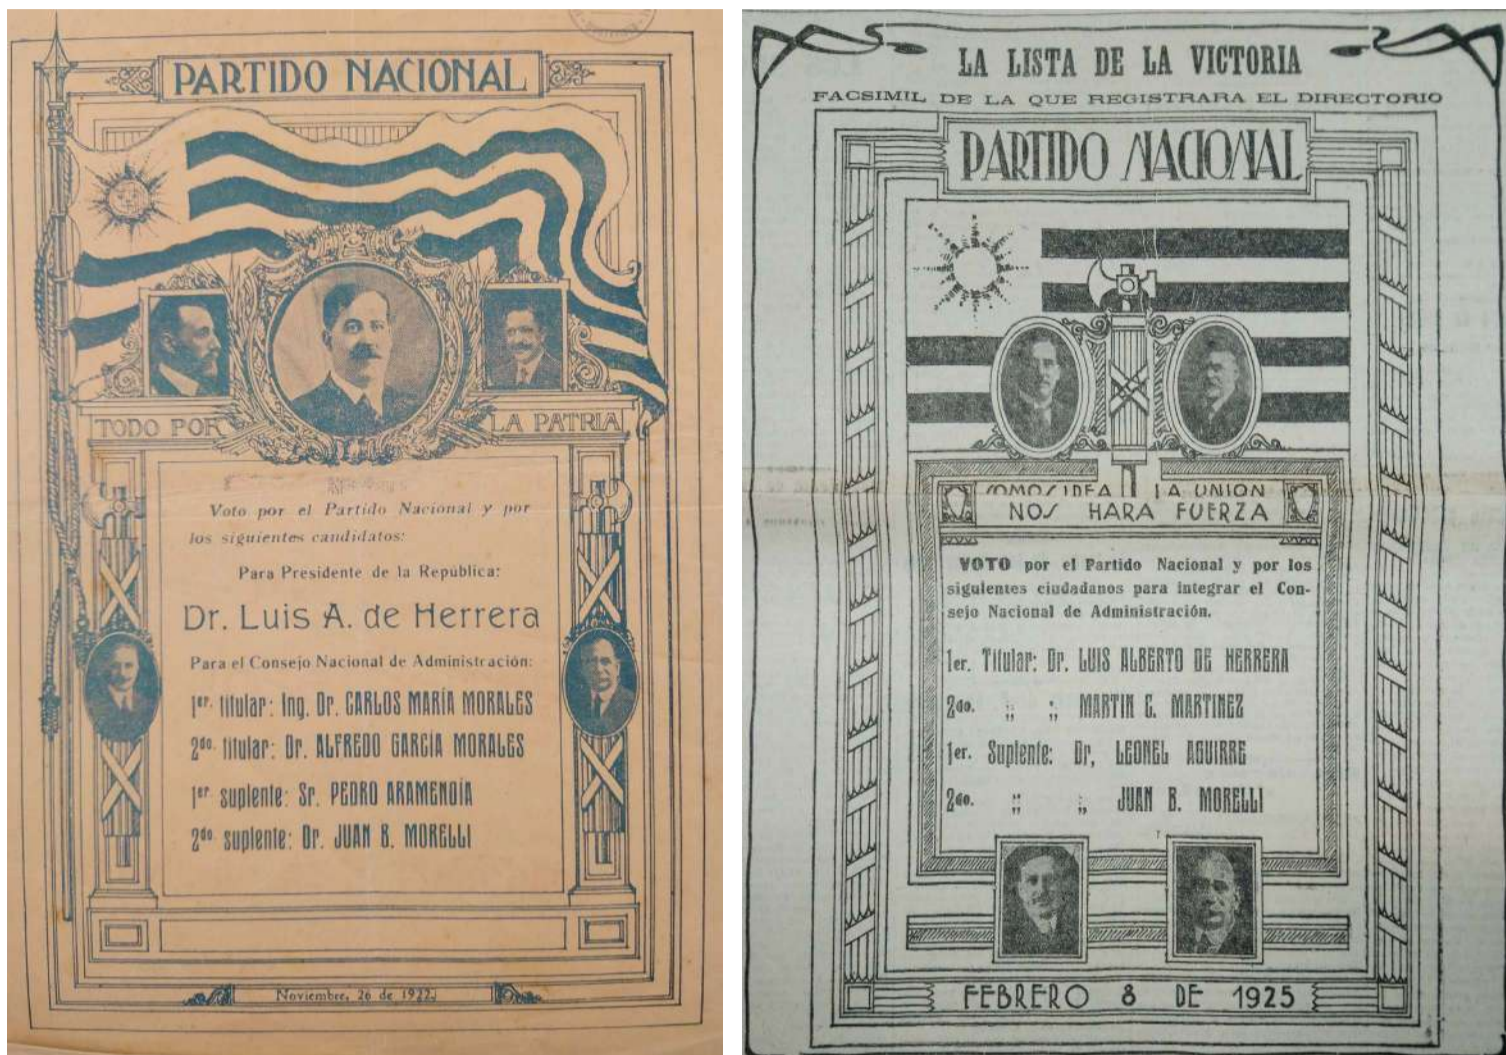 PARTIDO NACIONAL
TODO POR LA PATRIA
Voto por el Partido Nacional y por
los siguientes candidatos:
Para Presidente de la República:
Dr. Luis A. de Herrera
Para el Consejo Nacional de Administración:
1er. titular: Ing. Dr. CARLOS MARÍA MORALES
2do. titular: Dr. ALFREDO GARCÍA MORALES
1er. suplente: Sr. PEDRO ARAMENDÍA
2do. suplente: Dr. JUAN B. MORELLI
Noviembre, 26 de 1922.
LA LISTA DE LA VICTORIA
FACSIMIL DE LA QUE REGISTRARA EL DIRECTORIO
PARTIDO NACIONAL
SOMOS IDEA LA UNION
NOS HARA FUERZA
VOTO por el Partido Nacional y por los
siguientes ciudadanos para integrar el Con-
sejo Nacional de Administración.
1er. Titular: Dr. LUIS ALBERTO DE HERRERA
2do. ,, ,, MARTIN C. MARTINEZ
1er. Suplente: Dr, LEONEL AGUIRRE
2do. ,, ,, JUAN B. MORELLI
FEBRERO 8 DE 1925